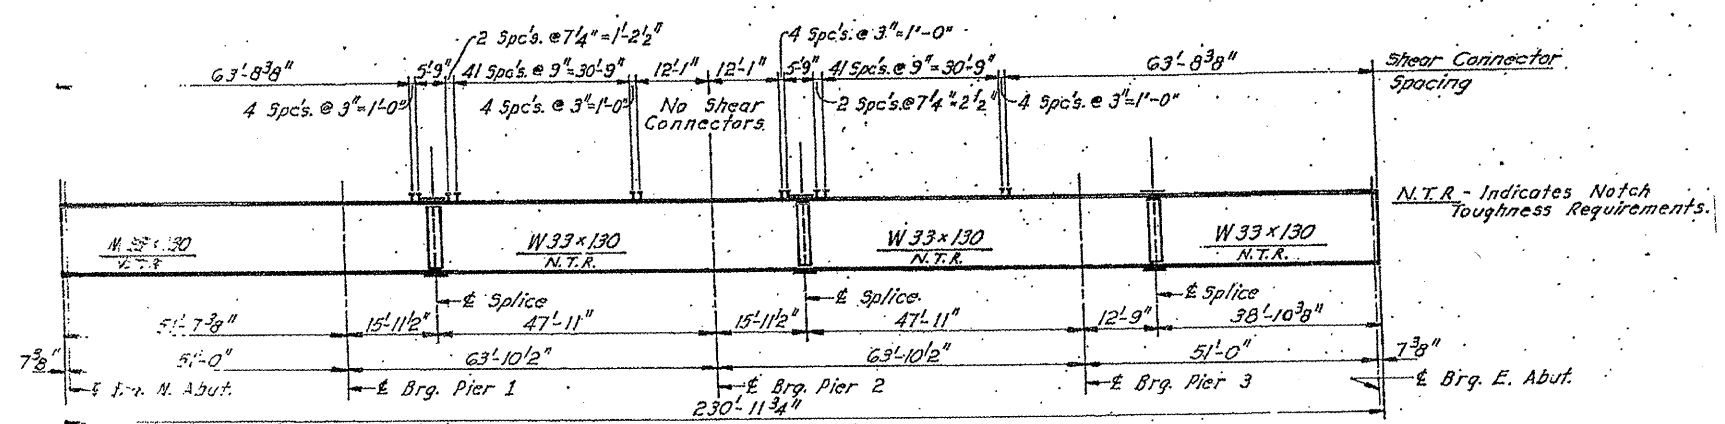 2 Spc's. @ 7¼" = 1'-2½"
4 Spc's. @ 3" = 1'-0"
63'-8⅜"
5'-9"
41 Spc's. @ 9" = 30'-9"
12'-1"
12'-1"
5'-9"
41 Spc's. @ 9" = 30'-9"
63'-8⅜"
Shear Connector
Spacing
4 Spc's. @ 3" = 1'-0"
4 Spc's. @ 3" = 1'-0"
No Shear
Connectors
2 Spc's. @ 7¼" = 2½"
4 Spc's. @ 3" = 1'-0"
N.T.R. - Indicates Notch
Toughness Requirements.
W 33 x 130
N.T.R.
W 33 x 130
N.T.R.
W 33 x 130
N.T.R.
℄ Splice
℄ Splice
℄ Splice
51'-7⅜"
15'-11½"
47'-11"
15'-11½"
47'-11"
12'-9"
38'-10⅜"
7⅜"
51'-0"
63'-10½"
63'-10½"
51'-0"
7⅜"
℄ Brg. N. Abut.
℄ Brg. Pier 1
℄ Brg. Pier 2
℄ Brg. Pier 3
℄ Brg. E. Abut.
230'-11¾"